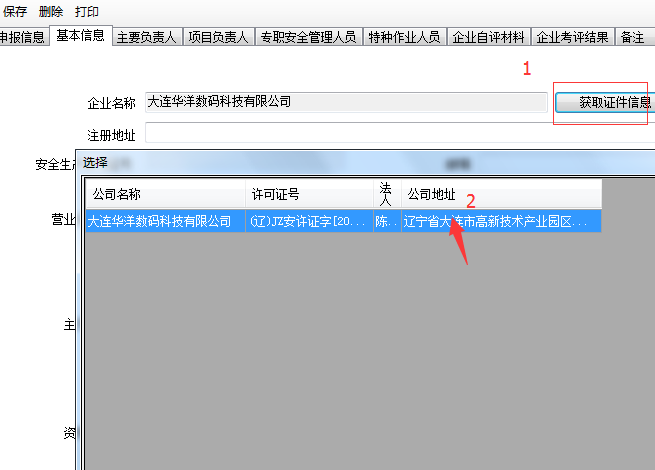 保存 删除 打印
申报信息 基本信息 主要负责人 项目负责人 专职安全管理人员 特种作业人员 企业自评材料 企业考评结果 备注
1
企业名称 大连华洋数码科技有限公司 获取证件信息
注册地址
安全生产
选择
公司名称 许可证号 法人 公司地址
2
营业
大连华洋数码科技有限公司 (辽)JZ安许证字[20... 陈... 辽宁省大连市高新技术产业园区...
主
资